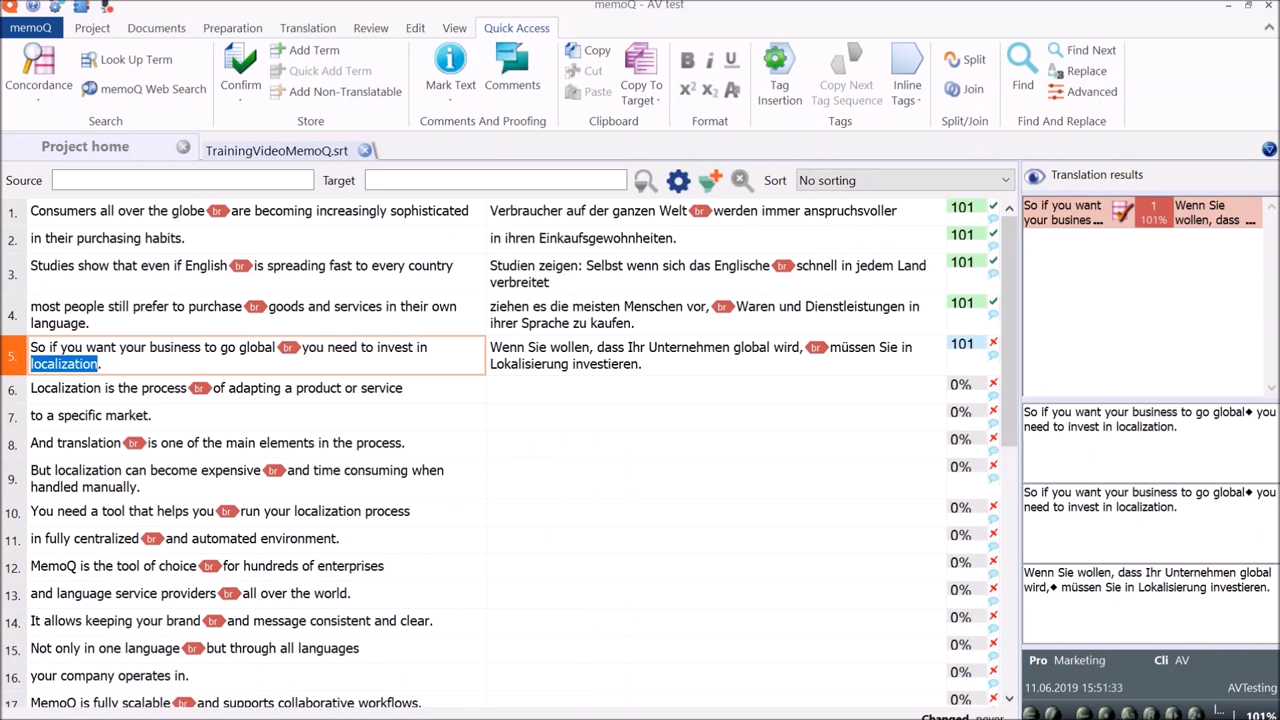 memoQ - AV test
memoQ Project Documents Preparation Translation Review Edit View Quick Access
Concordance
Look Up Term
memoQ Web Search
Search
Confirm
Add Term
Quick Add Term
Add Non-Translatable
Store
Mark Text
Comments
Comments And Proofing
Copy
Cut
Paste
Copy To
Target
Clipboard
B i U
x² x₂ A
Format
Tag
Insertion
Copy Next
Tag Sequence
Inline
Tags
Tags
Split
Join
Split/Join
Find
Find Next
Replace
Advanced
Find And Replace
Project home
TrainingVideoMemoQ.srt
Source
Target
Sort No sorting
1. Consumers all over the globe br are becoming increasingly sophisticated Verbraucher auf der ganzen Welt br werden immer anspruchsvoller 101
2. in their purchasing habits. in ihren Einkaufsgewohnheiten. 101
3. Studies show that even if English br is spreading fast to every country Studien zeigen: Selbst wenn sich das Englische br schnell in jedem Land 101
verbreitet
4. most people still prefer to purchase br goods and services in their own ziehen es die meisten Menschen vor, br Waren und Dienstleistungen in 101
language. ihrer Sprache zu kaufen.
5. So if you want your business to go global br you need to invest in Wenn Sie wollen, dass Ihr Unternehmen global wird, br müssen Sie in 101
localization. Lokalisierung investieren.
6. Localization is the process br of adapting a product or service 0%
7. to a specific market. 0%
8. And translation br is one of the main elements in the process. 0%
9. But localization can become expensive br and time consuming when 0%
handled manually.
10. You need a tool that helps you br run your localization process 0%
11. in fully centralized br and automated environment. 0%
12. MemoQ is the tool of choice br for hundreds of enterprises 0%
13. and language service providers br all over the world. 0%
14. It allows keeping your brand br and message consistent and clear. 0%
15. Not only in one language br but through all languages 0%
16. your company operates in. 0%
17. MemoQ is fully scalable br and supports collaborative workflows. 0%
Translation results
So if you want 1 Wenn Sie
your busines... 101% wollen, dass ...
So if you want your business to go global♦ you
need to invest in localization.
So if you want your business to go global♦ you
need to invest in localization.
Wenn Sie wollen, dass Ihr Unternehmen global
wird,♦ müssen Sie in Lokalisierung investieren.
Pro Marketing Cli AV
11.06.2019 15:51:33 AVTesting
I... 101%
Changed never